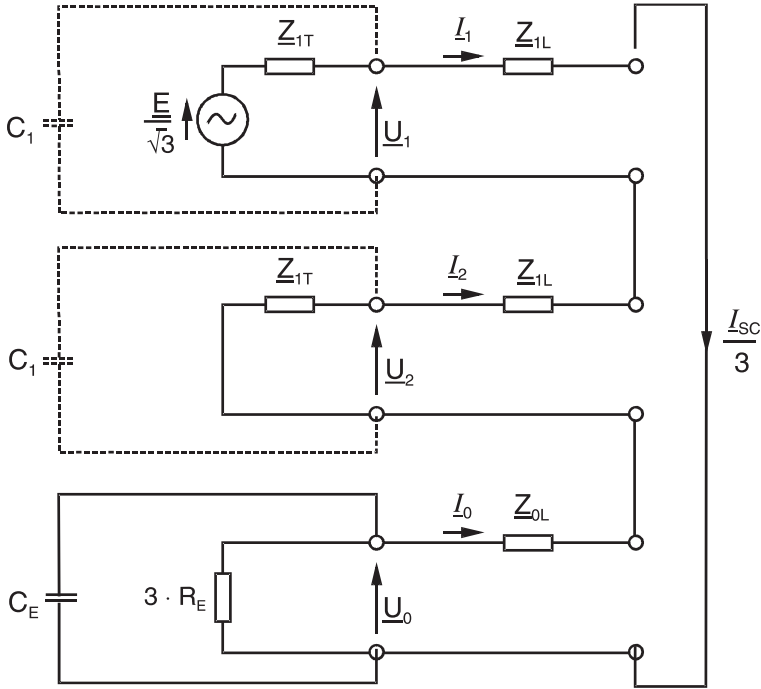 Z1T
I1
Z1L
E
√3
U1
C1
Z1T
I2
Z1L
C1
U2
ISC
3
I0
Z0L
CE
3 · RE
U0